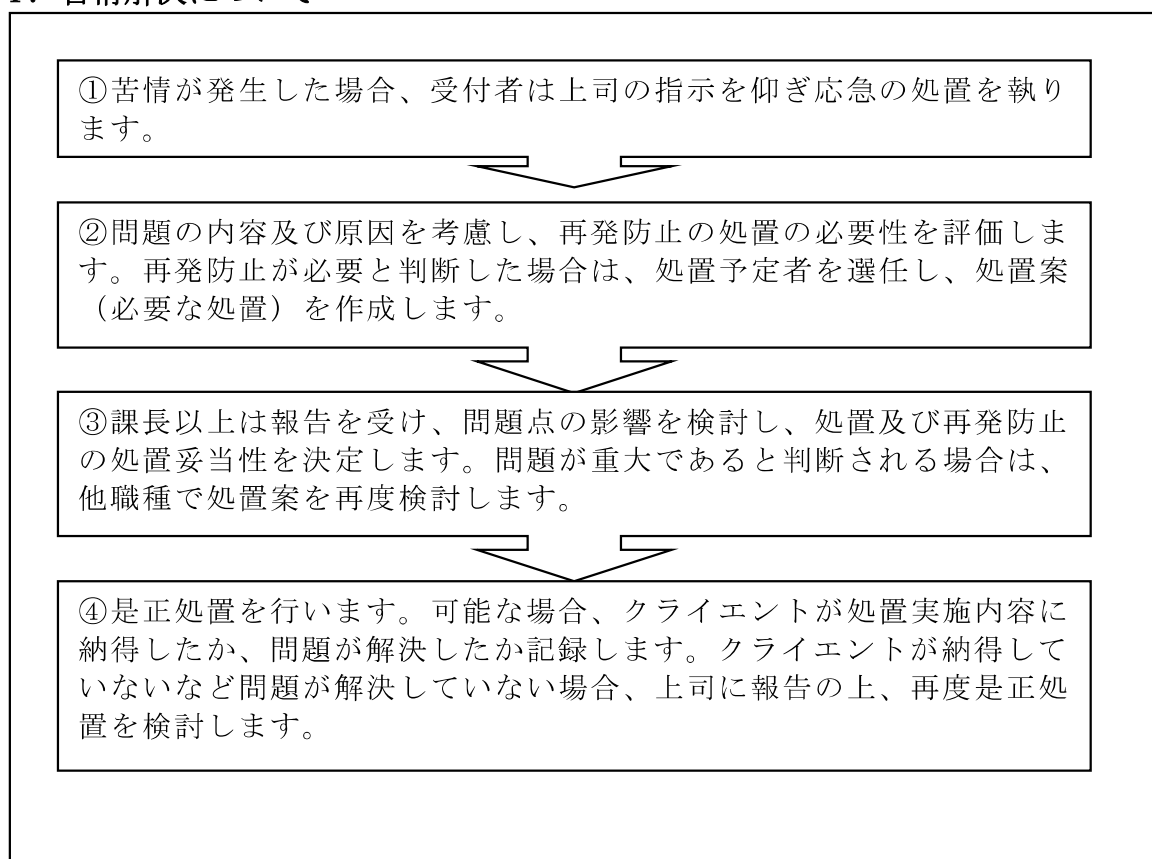 ①苦情が発生した場合、受付者は上司の指示を仰ぎ応急の処置を執り
ます。
②問題の内容及び原因を考慮し、再発防止の処置の必要性を評価しま
す。再発防止が必要と判断した場合は、処置予定者を選任し、処置案
（必要な処置）を作成します。
③課長以上は報告を受け、問題点の影響を検討し、処置及び再発防止
の処置妥当性を決定します。問題が重大であると判断される場合は、
他職種で処置案を再度検討します。
④是正処置を行います。可能な場合、クライエントが処置実施内容に
納得したか、問題が解決したか記録します。クライエントが納得して
いないなど問題が解決していない場合、上司に報告の上、再度是正処
置を検討します。